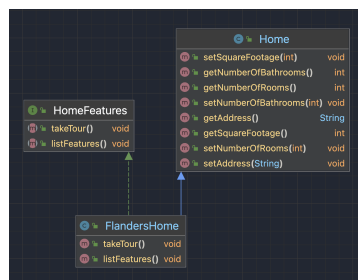 Home
setSquareFootage(int) void
getNumberOfBathrooms() int
getNumberOfRooms() int
setNumberOfBathrooms(int) void
getAddress() String
getSquareFootage() int
setNumberOfRooms(int) void
setAddress(String) void
HomeFeatures
takeTour() void
listFeatures() void
FlandersHome
takeTour() void
listFeatures() void